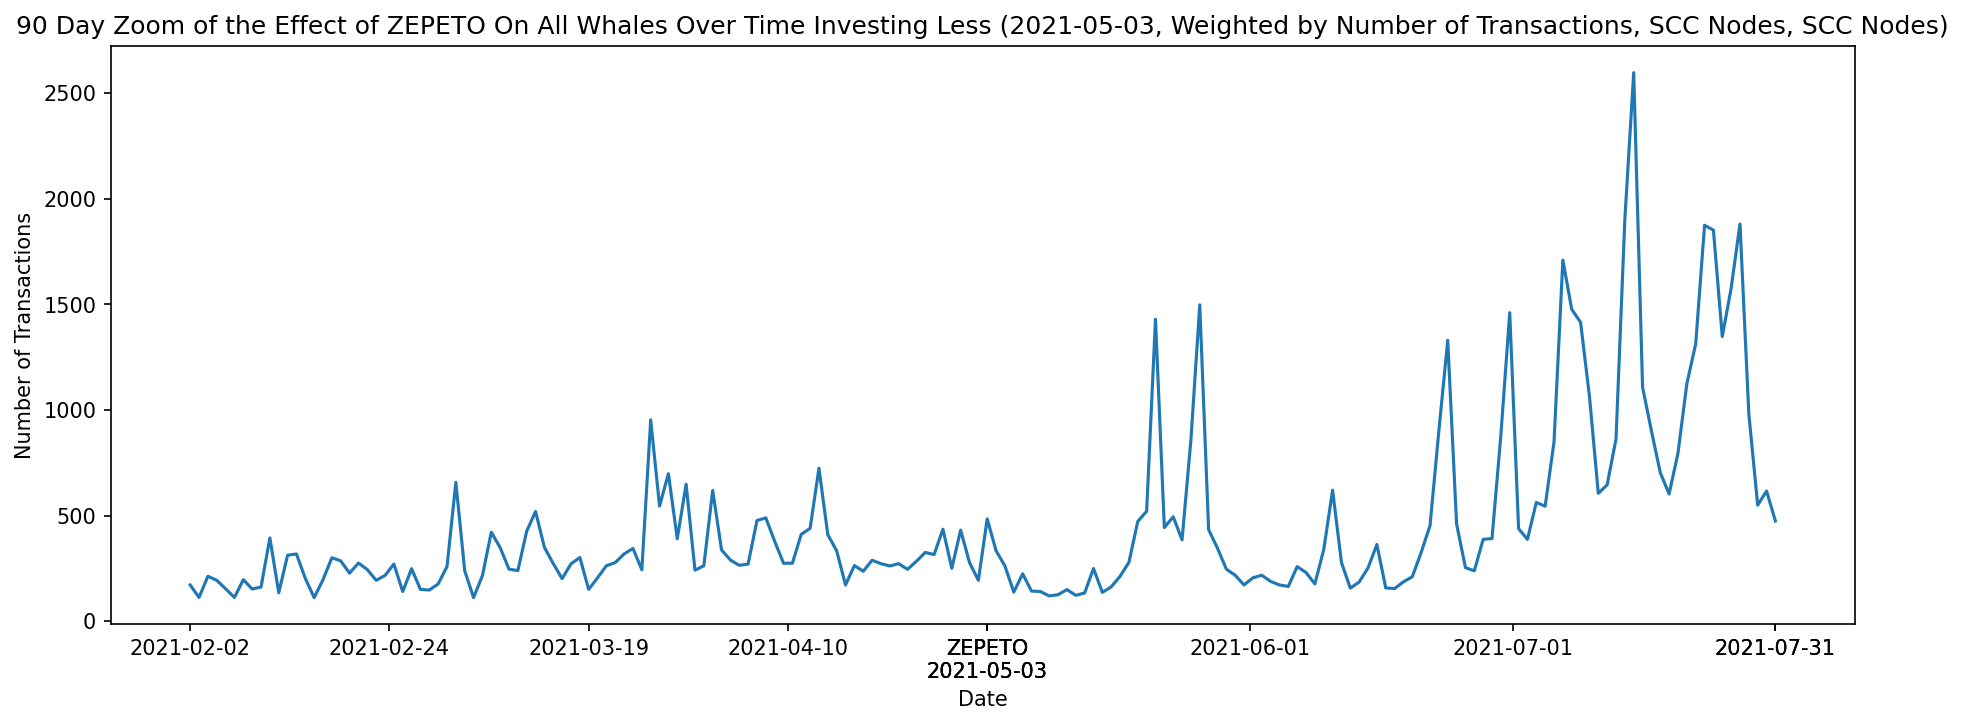 90 Day Zoom of the Effect of ZEPETO On All Whales Over Time Investing Less (2021-05-03, Weighted by Number of Transactions, SCC Nodes, SCC Nodes)
Number of Transactions
2500
2000
1500
1000
500
0
2021-02-02 2021-02-24 2021-03-19 2021-04-10 ZEPETO 2021-06-01 2021-07-01 2021-07-31
2021-05-03
Date